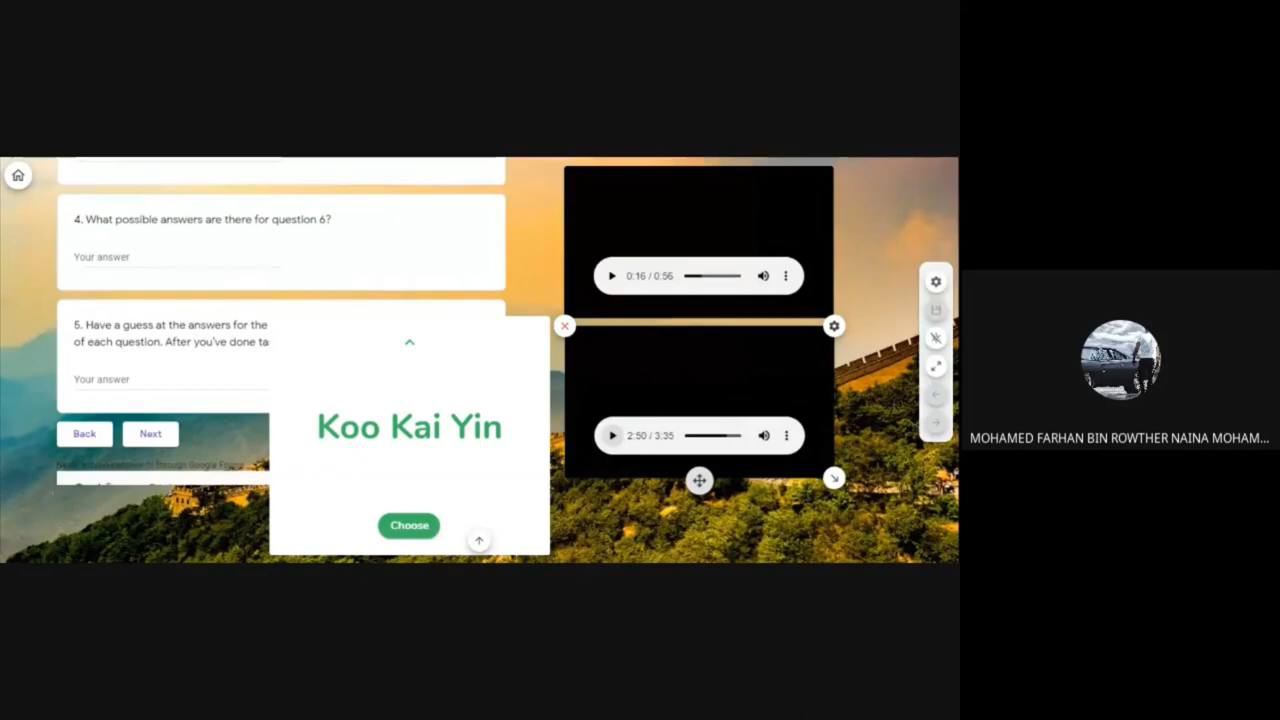 4. What possible answers are there for question 6?
Your answer
5. Have a guess at the answers for the
of each question. After you've done ta
Your answer
Back
Next
Koo Kai Yin
Choose
0:16 / 0:56
2:50 / 3:35
MOHAMED FARHAN BIN ROWTHER NAINA MOHAM...